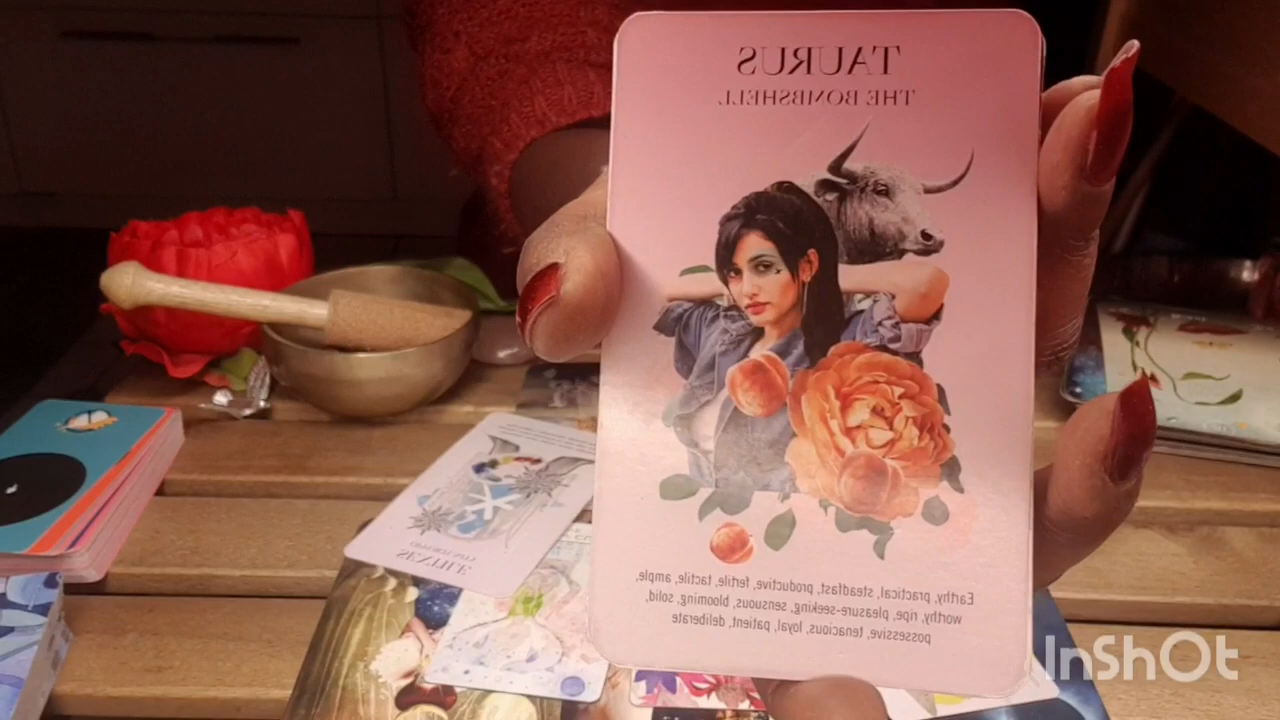 TAURUS
THE BOMBSHELL
Earthy, practical, steadfast, productive, fertile, tactile, ample,
worthy, ripe, pleasure-seeking, sensuous, blooming, solid,
possessive, tenacious, loyal, patient, deliberate
InShOt